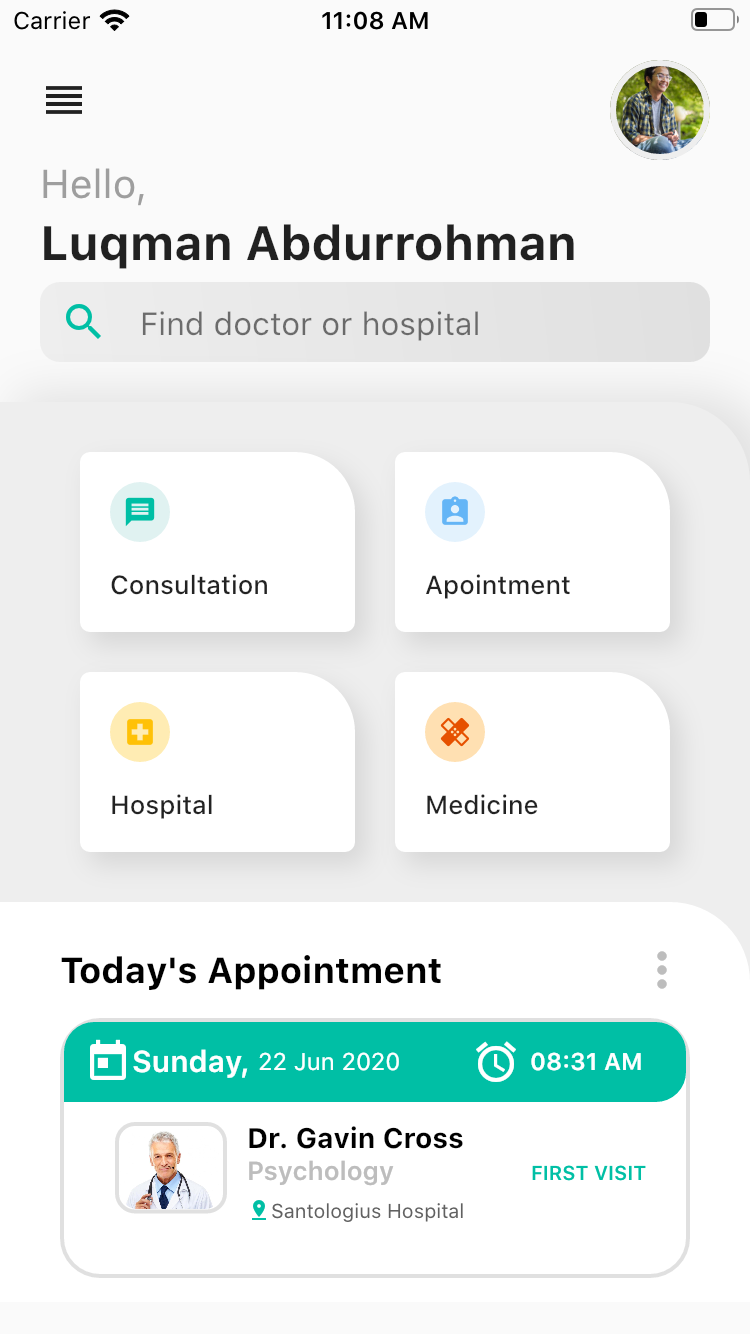 Carrier 11:08 AM
Hello,
Luqman Abdurrohman
Find doctor or hospital
Consultation
Apointment
Hospital
Medicine
Today's Appointment
Sunday, 22 Jun 2020 08:31 AM
Dr. Gavin Cross
Psychology
FIRST VISIT
Santologius Hospital